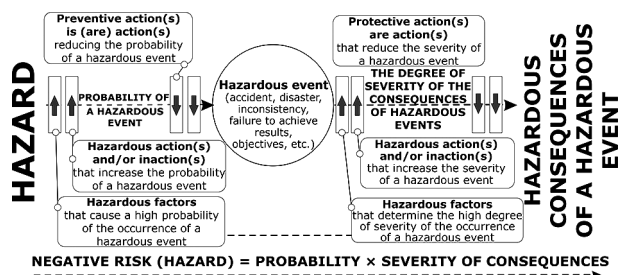 HAZARD
Preventive action(s)
is (are) action(s)
reducing the probability
of a hazardous event
PROBABILITY OF
A HAZARDOUS
EVENT
Hazardous action(s)
and/or inaction(s)
that increase the probability
of a hazardous event
Hazardous factors
that cause a high probability
of the occurrence of a
hazardous event
Hazardous event
(accident, disaster,
inconsistency,
failure to achieve
results,
objectives, etc.)
Protective action(s)
are action(s)
that reduce the severity of
a hazardous event
THE DEGREE OF
SEVERITY OF THE
CONSEQUENCES
OF HAZARDOUS
EVENTS
Hazardous action(s)
and/or inaction(s)
that increase the severity
of a hazardous event
Hazardous factors
that determine the high degree
of severity of the occurrence
of a hazardous event
HAZARDOUS
CONSEQUENCES
OF A HAZARDOUS
EVENT
NEGATIVE RISK (HAZARD) = PROBABILITY × SEVERITY OF CONSEQUENCES